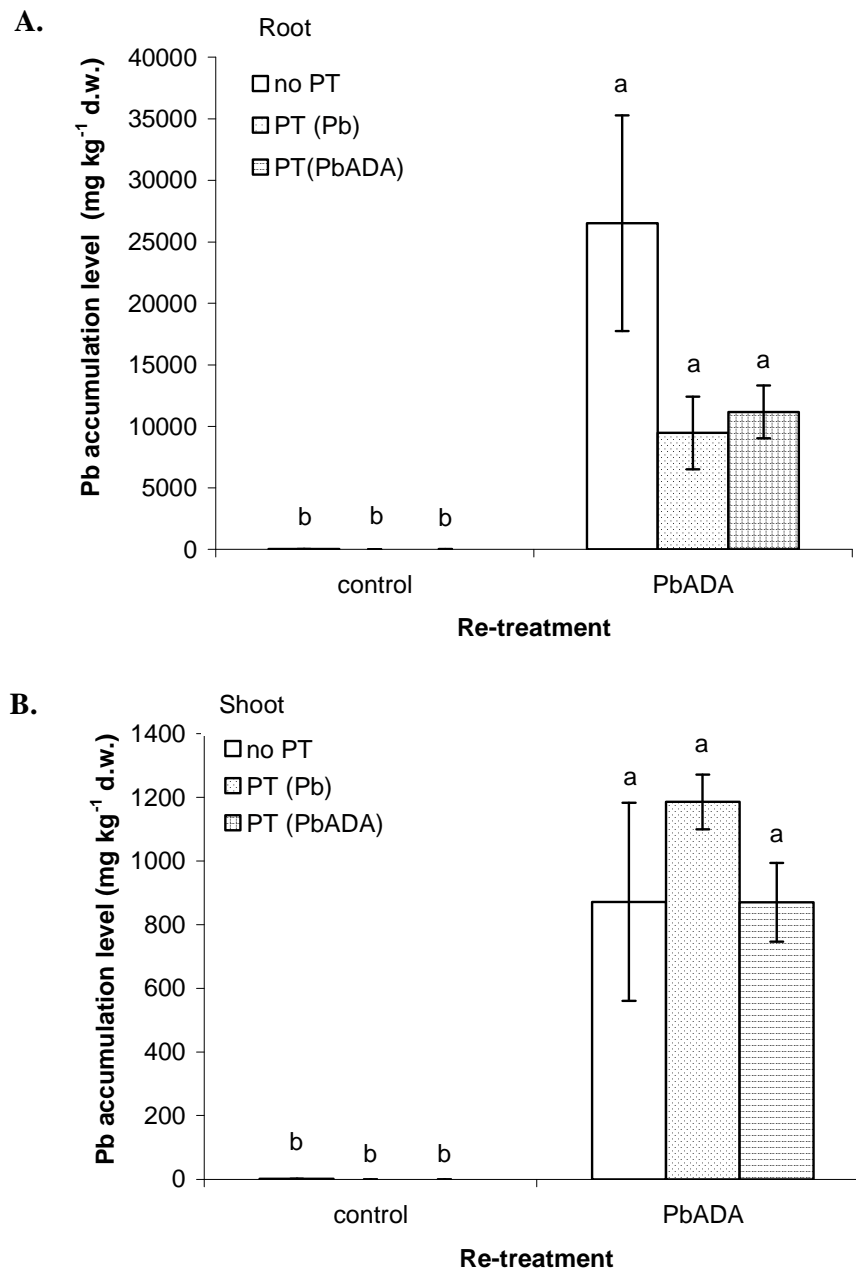 A.
Root
no PT
PT (Pb)
PT(PbADA)
Pb accumulation level (mg kg⁻¹ d.w.)
40000
35000
30000
25000
20000
15000
10000
5000
0
b b b
a a a
control PbADA
Re-treatment
B.
Shoot
no PT
PT (Pb)
PT (PbADA)
Pb accumulation level (mg kg⁻¹ d.w.)
1400
1200
1000
800
600
400
200
0
b b b
a a a
control PbADA
Re-treatment